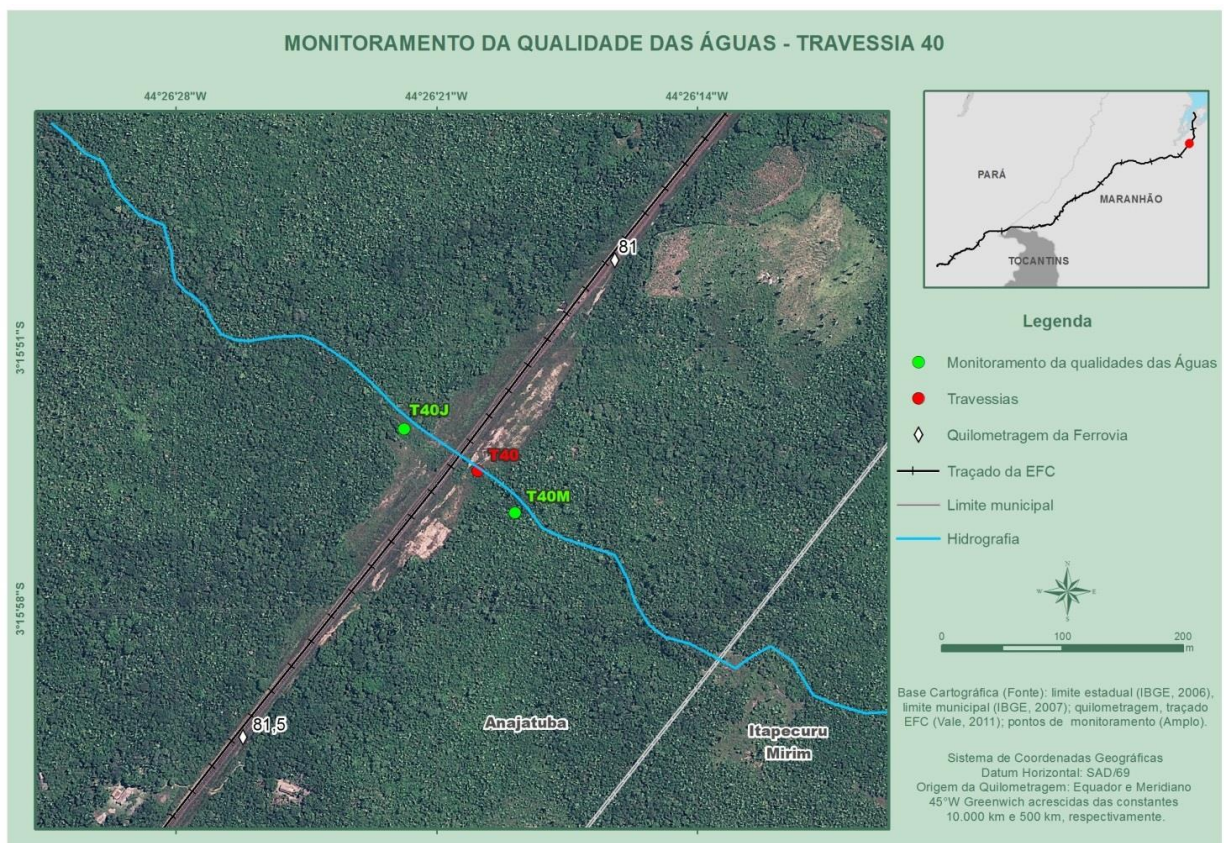 MONITORAMENTO DA QUALIDADE DAS ÁGUAS - TRAVESSIA 40
44°26'28"W
44°26'21"W
44°26'14"W
3°15'51"S
3°15'58"S
81
T40J
T40
T40M
81,5
Anajatuba
Itapecuru
Mirim
PARÁ
MARANHÃO
TOCANTINS
Legenda
Monitoramento da qualidades das Águas
Travessias
Quilometragem da Ferrovia
Traçado da EFC
Limite municipal
Hidrografia
N
W
E
S
0
100
200
m
Base Cartográfica (Fonte): limite estadual (IBGE, 2006),
limite municipal (IBGE, 2007); quilometragem, traçado
EFC (Vale, 2011); pontos de monitoramento (Amplo).
Sistema de Coordenadas Geográficas
Datum Horizontal: SAD/69
Origem da Quilometragem: Equador e Meridiano
45°W Greenwich acrescidas das constantes
10.000 km e 500 km, respectivamente.